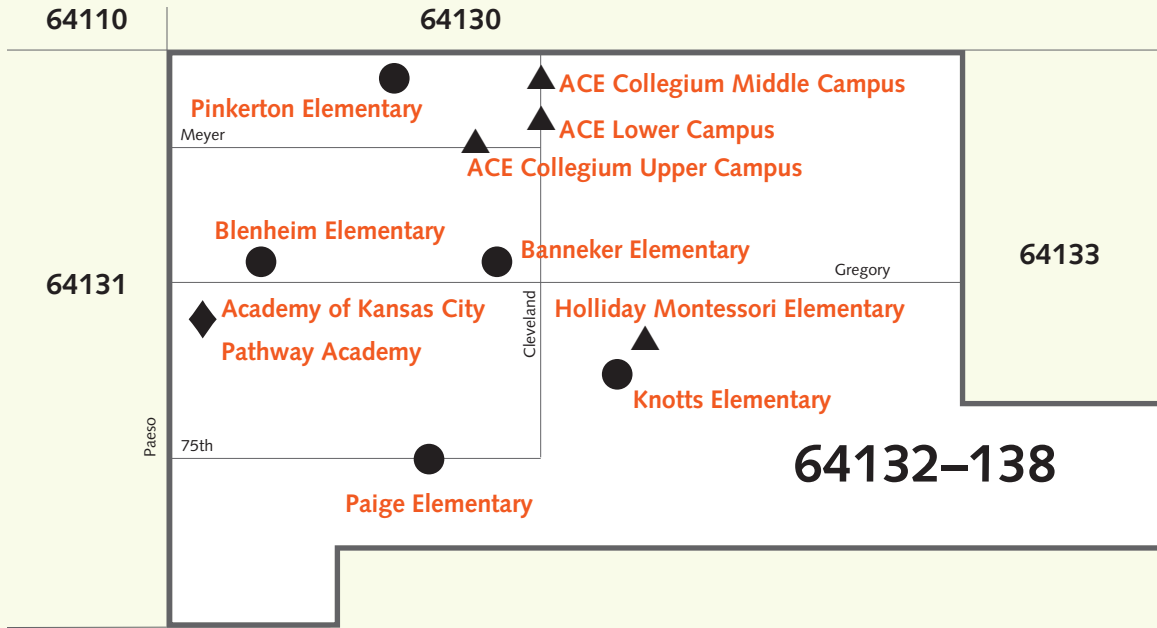 64110
64130
ACE Collegium Middle Campus
Pinkerton Elementary
ACE Lower Campus
Meyer
ACE Collegium Upper Campus
Blenheim Elementary
Banneker Elementary
64133
Gregory
64131
Academy of Kansas City
Pathway Academy
Cleveland
Holliday Montessori Elementary
Knotts Elementary
Paeso
75th
64132–138
Paige Elementary